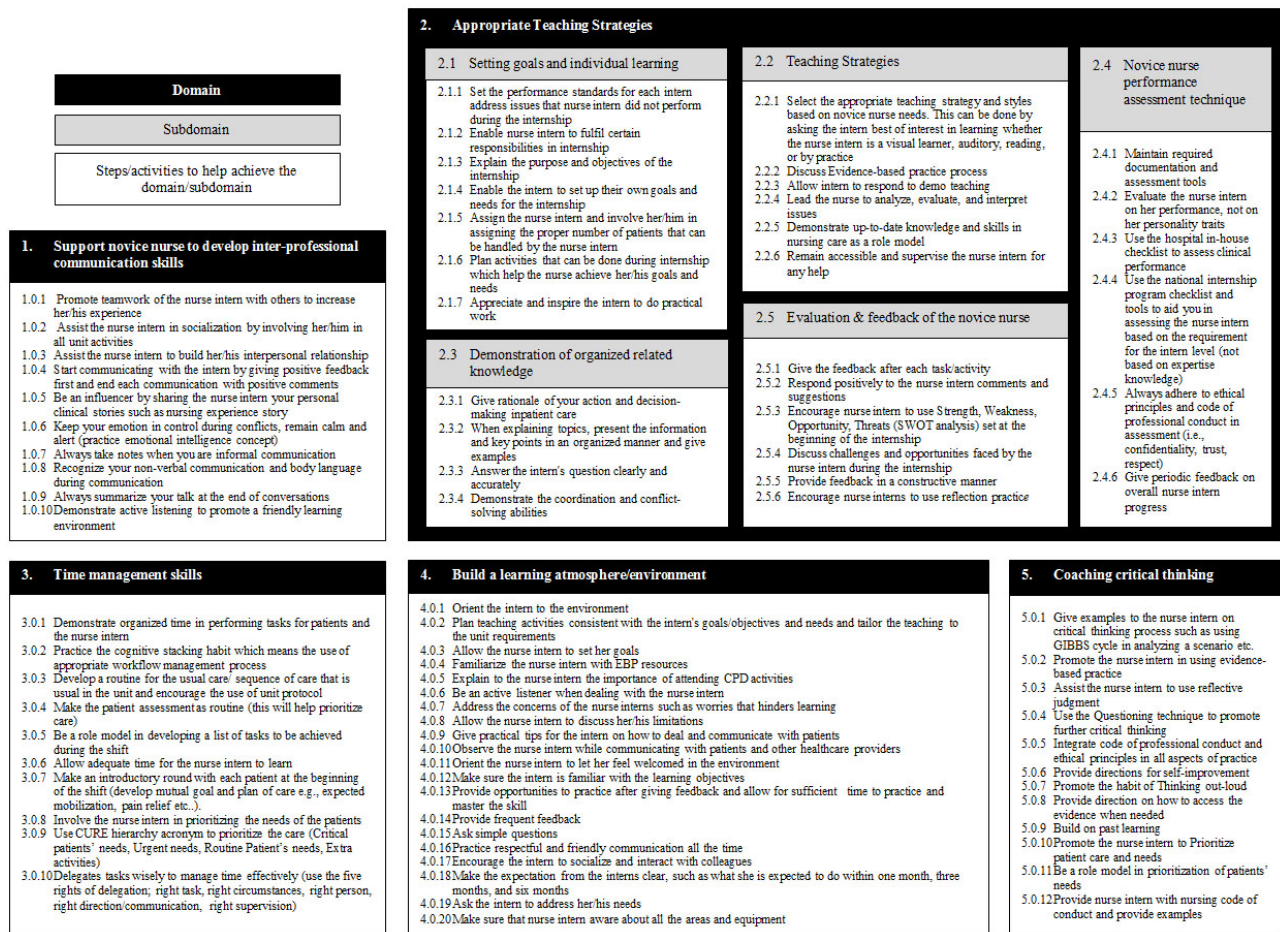 Domain
Subdomain
Steps/activities to help achieve the
domain/subdomain
1. Support novice nurse to develop inter-professional
communication skills
1.0.1 Promote teamwork of the nurse intern with others to increase
her/his experience
1.0.2 Assist the nurse intern in socialization by involving her/him in
all unit activities
1.0.3 Assist the nurse intern to build her/his interpersonal relationship
1.0.4 Start communicating with the intern by giving positive feedback
first and end each communication with positive comments
1.0.5 Be an influencer by sharing the nurse intern your personal
clinical stories such as nursing experience story
1.0.6 Keep your emotion in control during conflicts, remain calm and
alert (practice emotional intelligence concept)
1.0.7 Always take notes when you are informal communication
1.0.8 Recognize your non-verbal communication and body language
during communication
1.0.9 Always summarize your talk at the end of conversations
1.0.10Demonstrate active listening to promote a friendly learning
environment
2. Appropriate Teaching Strategies
2.1 Setting goals and individual learning
2.1.1 Set the performance standards for each intern
address issues that nurse intern did not perform
during the internship
2.1.2 Enable nurse intern to fulfil certain
responsibilities in internship
2.1.3 Explain the purpose and objectives of the
internship
2.1.4 Enable the intern to set up their own goals and
needs for the internship
2.1.5 Assign the nurse intern and involve her/him in
assigning the proper number of patients that can
be handled by the nurse intern
2.1.6 Plan activities that can be done during internship
which help the nurse achieve her/his goals and
needs
2.1.7 Appreciate and inspire the intern to do practical
work
2.2 Teaching Strategies
2.2.1 Select the appropriate teaching strategy and styles
based on novice nurse needs. This can be done by
asking the intern best of interest in learning whether
the nurse intern is a visual learner, auditory, reading,
or by practice
2.2.2 Discuss Evidence-based practice process
2.2.3 Allow intern to respond to demo teaching
2.2.4 Lead the nurse to analyze, evaluate, and interpret
issues
2.2.5 Demonstrate up-to-date knowledge and skills in
nursing care as a role model
2.2.6 Remain accessible and supervise the nurse intern for
any help
2.3 Demonstration of organized related
knowledge
2.3.1 Give rationale of your action and decision-
making inpatient care
2.3.2 When explaining topics, present the information
and key points in an organized manner and give
examples
2.3.3 Answer the intern's question clearly and
accurately
2.3.4 Demonstrate the coordination and conflict-
solving abilities
2.4 Novice nurse
performance
assessment technique
2.4.1 Maintain required
documentation and
assessment tools
2.4.2 Evaluate the nurse intern
on her performance, not on
her personality traits
2.4.3 Use the hospital in-house
checklist to assess clinical
performance
2.4.4 Use the national internship
program checklist and
tools to aid you in
assessing the nurse intern
based on the requirement
for the intern level (not
based on expertise
knowledge)
2.4.5 Always adhere to ethical
principles and code of
professional conduct in
assessment (i.e.,
confidentiality, trust,
respect)
2.4.6 Give periodic feedback on
overall nurse intern
progress
2.5 Evaluation & feedback of the novice nurse
2.5.1 Give the feedback after each task/activity
2.5.2 Respond positively to the nurse intern comments and
suggestions
2.5.3 Encourage nurse intern to use Strength, Weakness,
Opportunity, Threats (SWOT analysis) set at the
beginning of the internship
2.5.4 Discuss challenges and opportunities faced by the
nurse intern during the internship
2.5.5 Provide feedback in a constructive manner
2.5.6 Encourage nurse interns to use reflection practice
3. Time management skills
3.0.1 Demonstrate organized time in performing tasks for patients and
the nurse intern
3.0.2 Practice the cognitive stacking habit which means the use of
appropriate workflow management process
3.0.3 Develop a routine for the usual care/ sequence of care that is
usual in the unit and encourage the use of unit protocol
3.0.4 Make the patient assessment as routine (this will help prioritize
care)
3.0.5 Be a role model in developing a list of tasks to be achieved
during the shift
3.0.6 Allow adequate time for the nurse intern to learn
3.0.7 Make an introductory round with each patient at the beginning
of the shift (develop mutual goal and plan of care e.g., expected
mobilization, pain relief etc..).
3.0.8 Involve the nurse intern in prioritizing the needs of the patients
3.0.9 Use CURE hierarchy acronym to prioritize the care (Critical
patients' needs, Urgent needs, Routine Patient's needs, Extra
activities)
3.0.10Delegates tasks wisely to manage time effectively (use the five
rights of delegation; right task, right circumstances, right person,
right direction/communication, right supervision)
4. Build a learning atmosphere/environment
4.0.1 Orient the intern to the environment
4.0.2 Plan teaching activities consistent with the intern's goals/objectives and needs and tailor the teaching to
the unit requirements
4.0.3 Allow the nurse intern to set her goals
4.0.4 Familiarize the nurse intern with EBP resources
4.0.5 Explain to the nurse intern the importance of attending CPD activities
4.0.6 Be an active listener when dealing with the nurse intern
4.0.7 Address the concerns of the nurse interns such as worries that hinders learning
4.0.8 Allow the nurse intern to discuss her/his limitations
4.0.9 Give practical tips for the intern on how to deal and communicate with patients
4.0.10Observe the nurse intern while communicating with patients and other healthcare providers
4.0.11Orient the nurse intern to let her feel welcomed in the environment
4.0.12Make sure the intern is familiar with the learning objectives
4.0.13Provide opportunities to practice after giving feedback and allow for sufficient time to practice and
master the skill
4.0.14Provide frequent feedback
4.0.15Ask simple questions
4.0.16Practice respectful and friendly communication all the time
4.0.17Encourage the intern to socialize and interact with colleagues
4.0.18Make the expectation from the interns clear, such as what she is expected to do within one month, three
months, and six months
4.0.19Ask the intern to address her/his needs
4.0.20Make sure that nurse intern aware about all the areas and equipment
5. Coaching critical thinking
5.0.1 Give examples to the nurse intern on
critical thinking process such as using
GIBBS cycle in analyzing a scenario etc.
5.0.2 Promote the nurse intern in using evidence-
based practice
5.0.3 Assist the nurse intern to use reflective
judgment
5.0.4 Use the Questioning technique to promote
further critical thinking
5.0.5 Integrate code of professional conduct and
ethical principles in all aspects of practice
5.0.6 Provide directions for self-improvement
5.0.7 Promote the habit of Thinking out-loud
5.0.8 Provide direction on how to access the
evidence when needed
5.0.9 Build on past learning
5.0.10Promote the nurse intern to Prioritize
patient care and needs
5.0.11Be a role model in prioritization of patients'
needs
5.0.12Provide nurse intern with nursing code of
conduct and provide examples